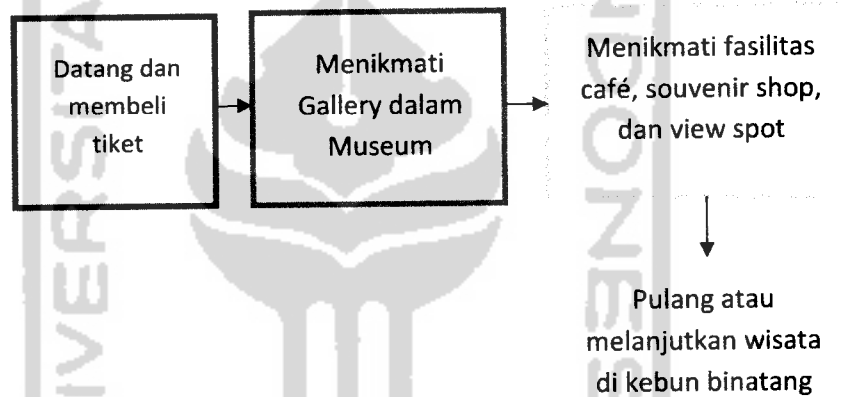 Datang dan
membeli
tiket
Menikmati
Gallery dalam
Museum
Menikmati fasilitas
café, souvenir shop,
dan view spot
Pulang atau
melanjutkan wisata
di kebun binatang